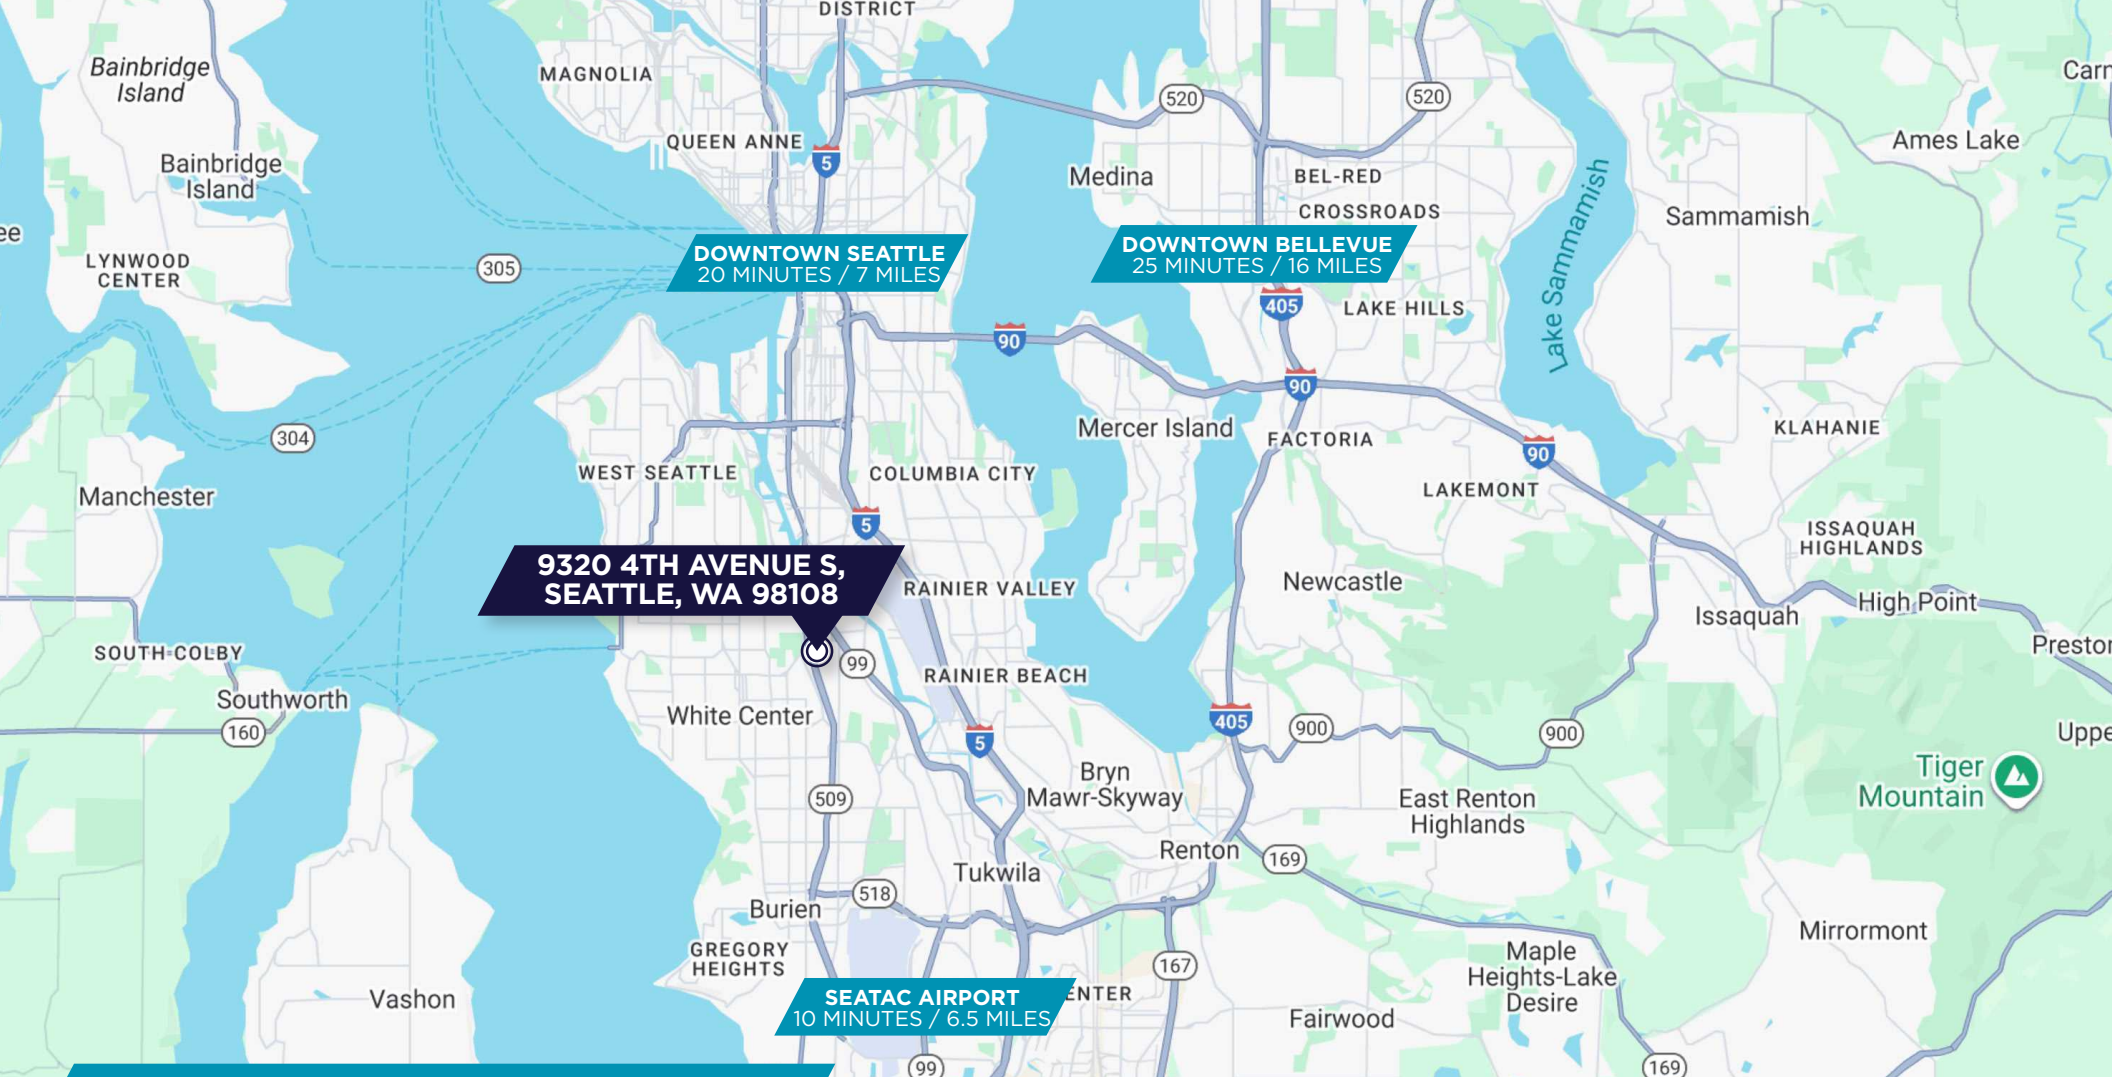 DISTRICT
Bainbridge
Island
MAGNOLIA
520
520
QUEEN ANNE
5
Ames Lake
Bainbridge
Island
Medina
BEL-RED
CROSSROADS
Sammamish
Lake Sammamish
LYNWOOD
CENTER
305
DOWNTOWN SEATTLE
20 MINUTES / 7 MILES
DOWNTOWN BELLEVUE
25 MINUTES / 16 MILES
405
LAKE HILLS
90
90
304
Mercer Island
FACTORIA
KLAHANIE
90
WEST SEATTLE
COLUMBIA CITY
LAKEMONT
Manchester
5
ISSAQUAH
HIGHLANDS
9320 4TH AVENUE S,
SEATTLE, WA 98108
RAINIER VALLEY
Newcastle
Issaquah
High Point
SOUTH COLBY
99
RAINIER BEACH
Southworth
160
White Center
405
900
900
5
Bryn
Mawr-Skyway
Tiger
Mountain
509
East Renton
Highlands
Renton
169
Tukwila
518
Burien
GREGORY
HEIGHTS
Mirrormont
Maple
Heights-Lake
Desire
167
Vashon
SEATAC AIRPORT
10 MINUTES / 6.5 MILES
Fairwood
99
169